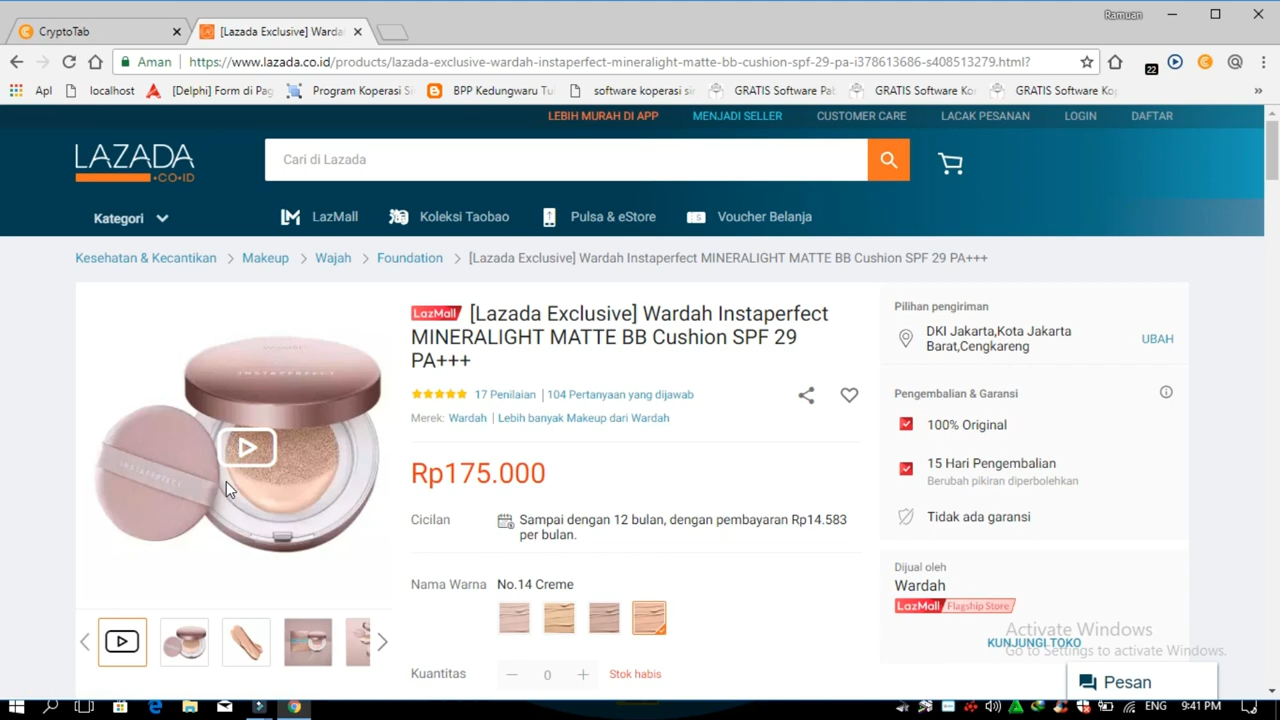 CryptoTab
[Lazada Exclusive] Warda
Ramuan
Aman
https://www.lazada.co.id/products/lazada-exclusive-wardah-instaperfect-mineralight-matte-bb-cushion-spf-29-pa-i378613686-s408513279.html?
22
Apl
localhost
[Delphi] Form di Pag
Program Koperasi Si
BPP Kedungwaru Tu
software koperasi sir
GRATIS Software Pab
GRATIS Software Kop
GRATIS Software Kop
LEBIH MURAH DI APP
MENJADI SELLER
CUSTOMER CARE
LACAK PESANAN
LOGIN
DAFTAR
LAZADA
.CO.ID
Cari di Lazada
Kategori
LazMall
Koleksi Taobao
Pulsa & eStore
Voucher Belanja
Kesehatan & Kecantikan > Makeup > Wajah > Foundation > [Lazada Exclusive] Wardah Instaperfect MINERALIGHT MATTE BB Cushion SPF 29 PA+++
INSTAPERFECT
INSTAPERFECT
LazMall [Lazada Exclusive] Wardah Instaperfect
MINERALIGHT MATTE BB Cushion SPF 29
PA+++
17 Penilaian | 104 Pertanyaan yang dijawab
Merek: Wardah | Lebih banyak Makeup dari Wardah
Rp175.000
Cicilan
Sampai dengan 12 bulan, dengan pembayaran Rp14.583
per bulan.
Nama Warna No.14 Creme
Kuantitas
0
Stok habis
Pilihan pengiriman
DKI Jakarta,Kota Jakarta
Barat,Cengkareng
UBAH
Pengembalian & Garansi
100% Original
15 Hari Pengembalian
Berubah pikiran diperbolehkan
Tidak ada garansi
Dijual oleh
Wardah
LazMall Flagship Store
KUNJUNGI TOKO
Activate Windows
Go to Settings to activate Windows.
Pesan
ENG
9:41 PM